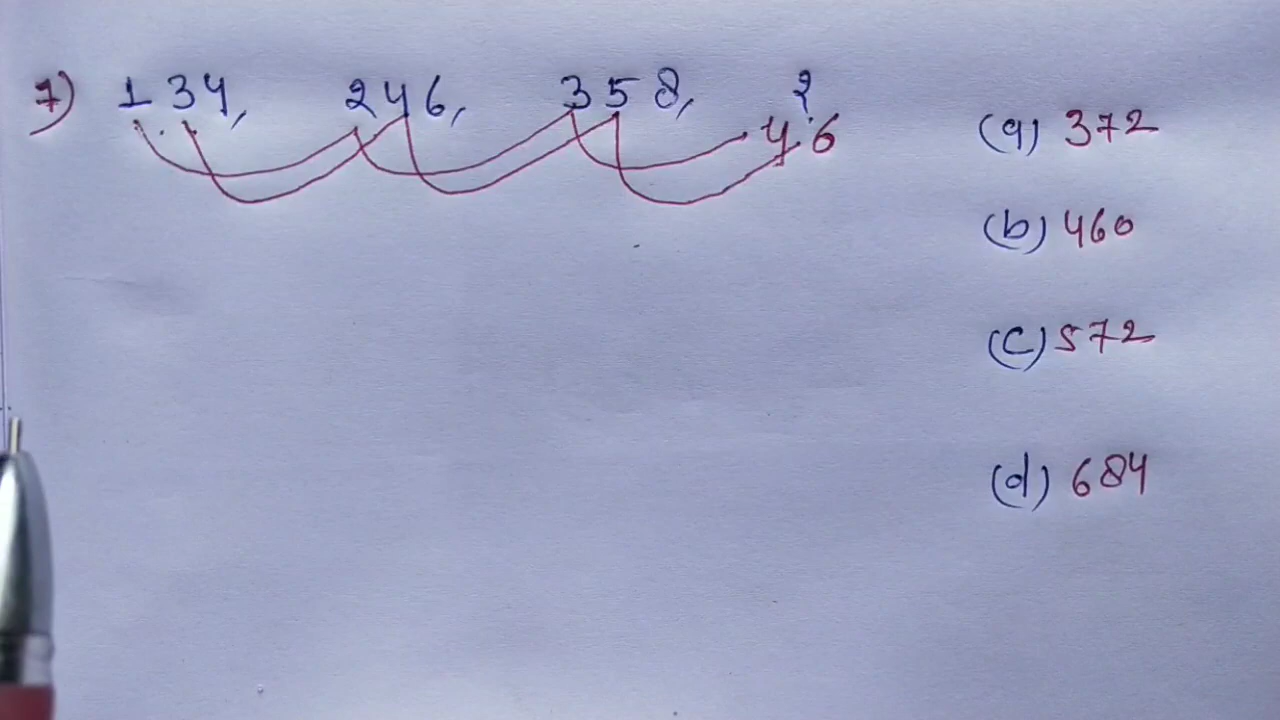 7) 134, 246, 358, ?
46
(a) 372
(b) 460
(c) 572
(d) 684